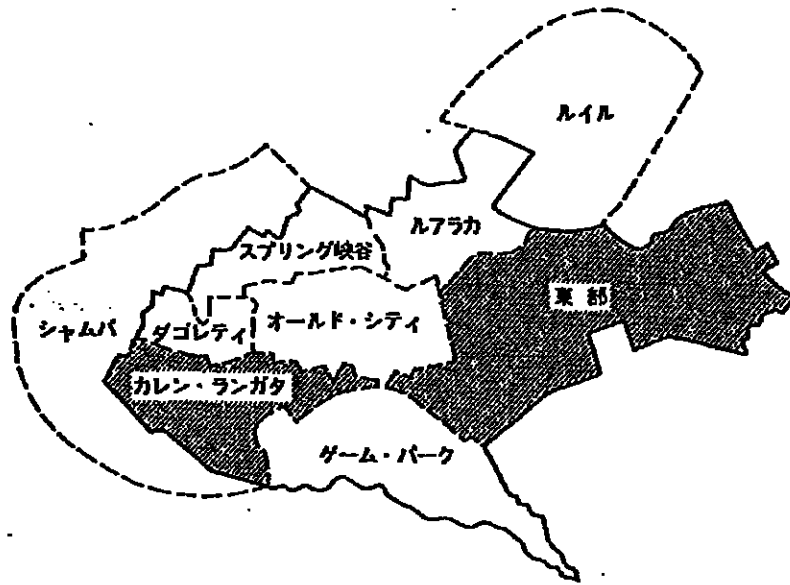 ルイル
ルアラカ
スプリング峡谷
東部
シャムバ
ダゴレティ
オールド・シティ
カレン・ランガタ
ゲーム・パーク